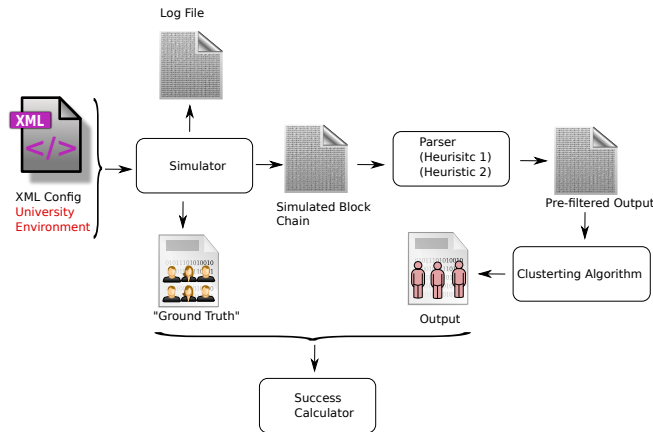 Log File
XML
</>
XML Config
University
Environment
Simulator
Simulated Block
Chain
Parser
(Heurisitc 1)
(Heuristic 2)
Pre-filtered Output
Clusterting Algorithm
Output
"Ground Truth"
Success
Calculator